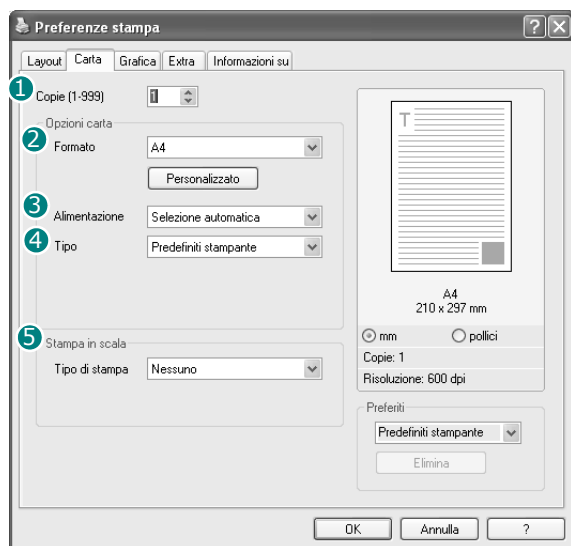 Preferenze stampa
Layout Carta Grafica Extra Informazioni su
1 Copie (1-999) 1
Opzioni carta
2 Formato A4
Personalizzato
3 Alimentazione Selezione automatica
4 Tipo Predefiniti stampante
5 Stampa in scala
Tipo di stampa Nessuno
T
A4
210 x 297 mm
mm pollici
Copie: 1
Risoluzione: 600 dpi
Preferiti
Predefiniti stampante
Elimina
OK Annulla ?